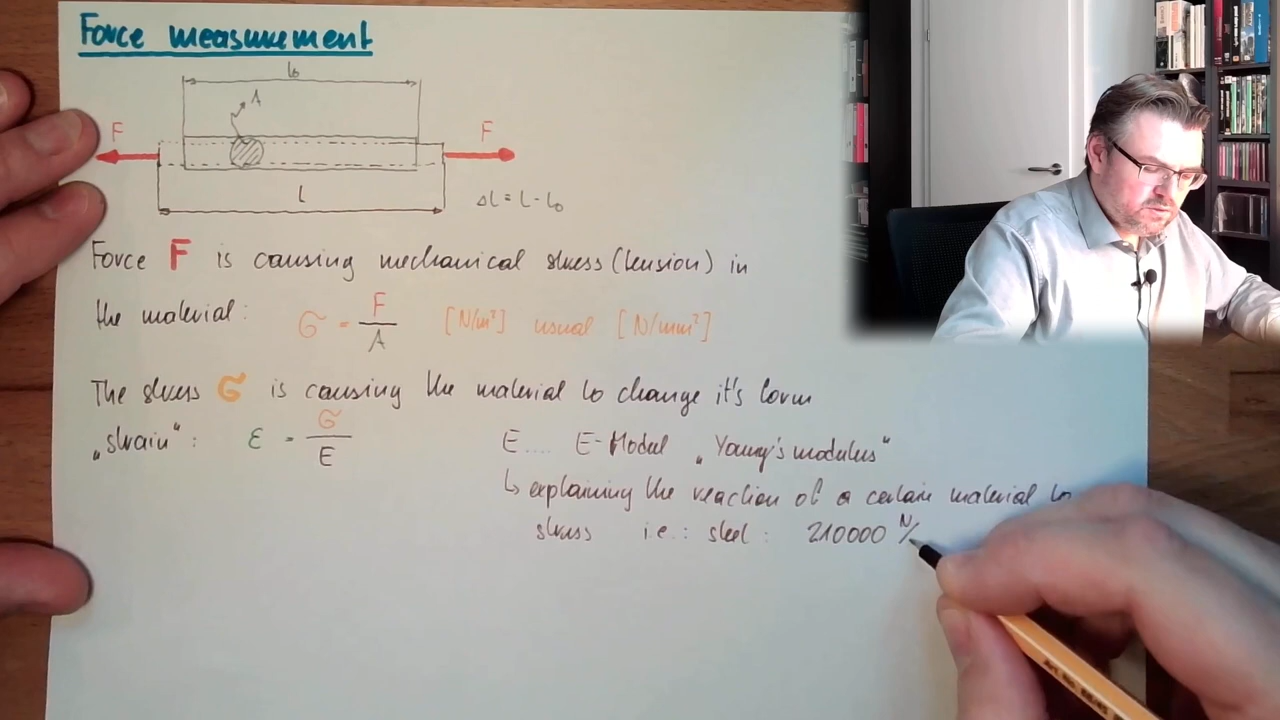 Force measurement
l₀
A
F F
l
Δl = l - l₀
Force F is causing mechanical stress (tension) in
the material: σ = F/A [N/m²] usual [N/mm²]
The stress σ is causing the material to change it's form
„strain“: ε = σ/E E.... E-Modul „Young's modulus“
↳ explaining the reaction of a certain material to
stress i.e.: steel: 210000 N/